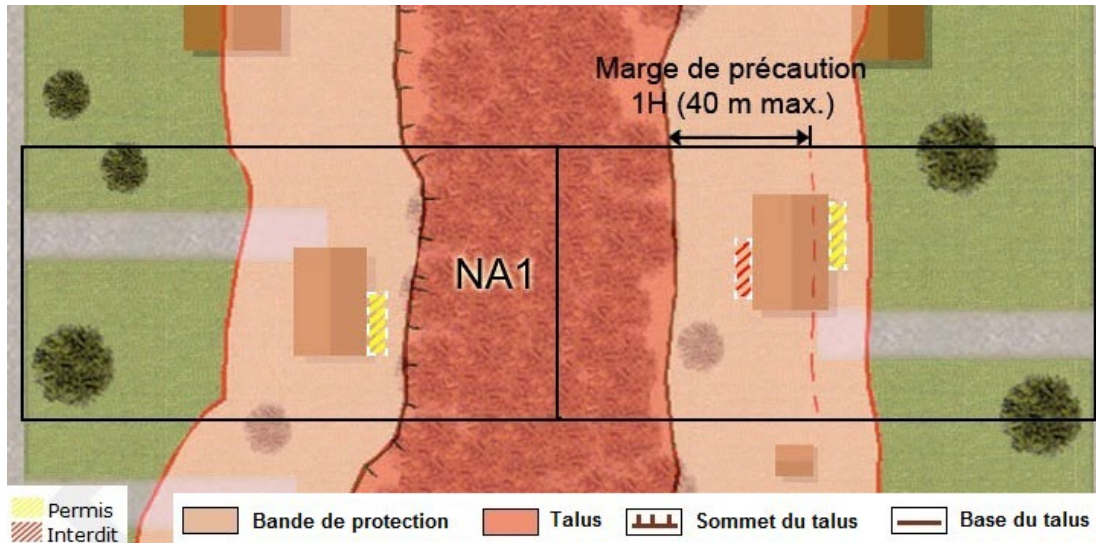 Marge de précaution
1H (40 m max.)
NA1
Permis
Interdit
Bande de protection
Talus
Sommet du talus
Base du talus